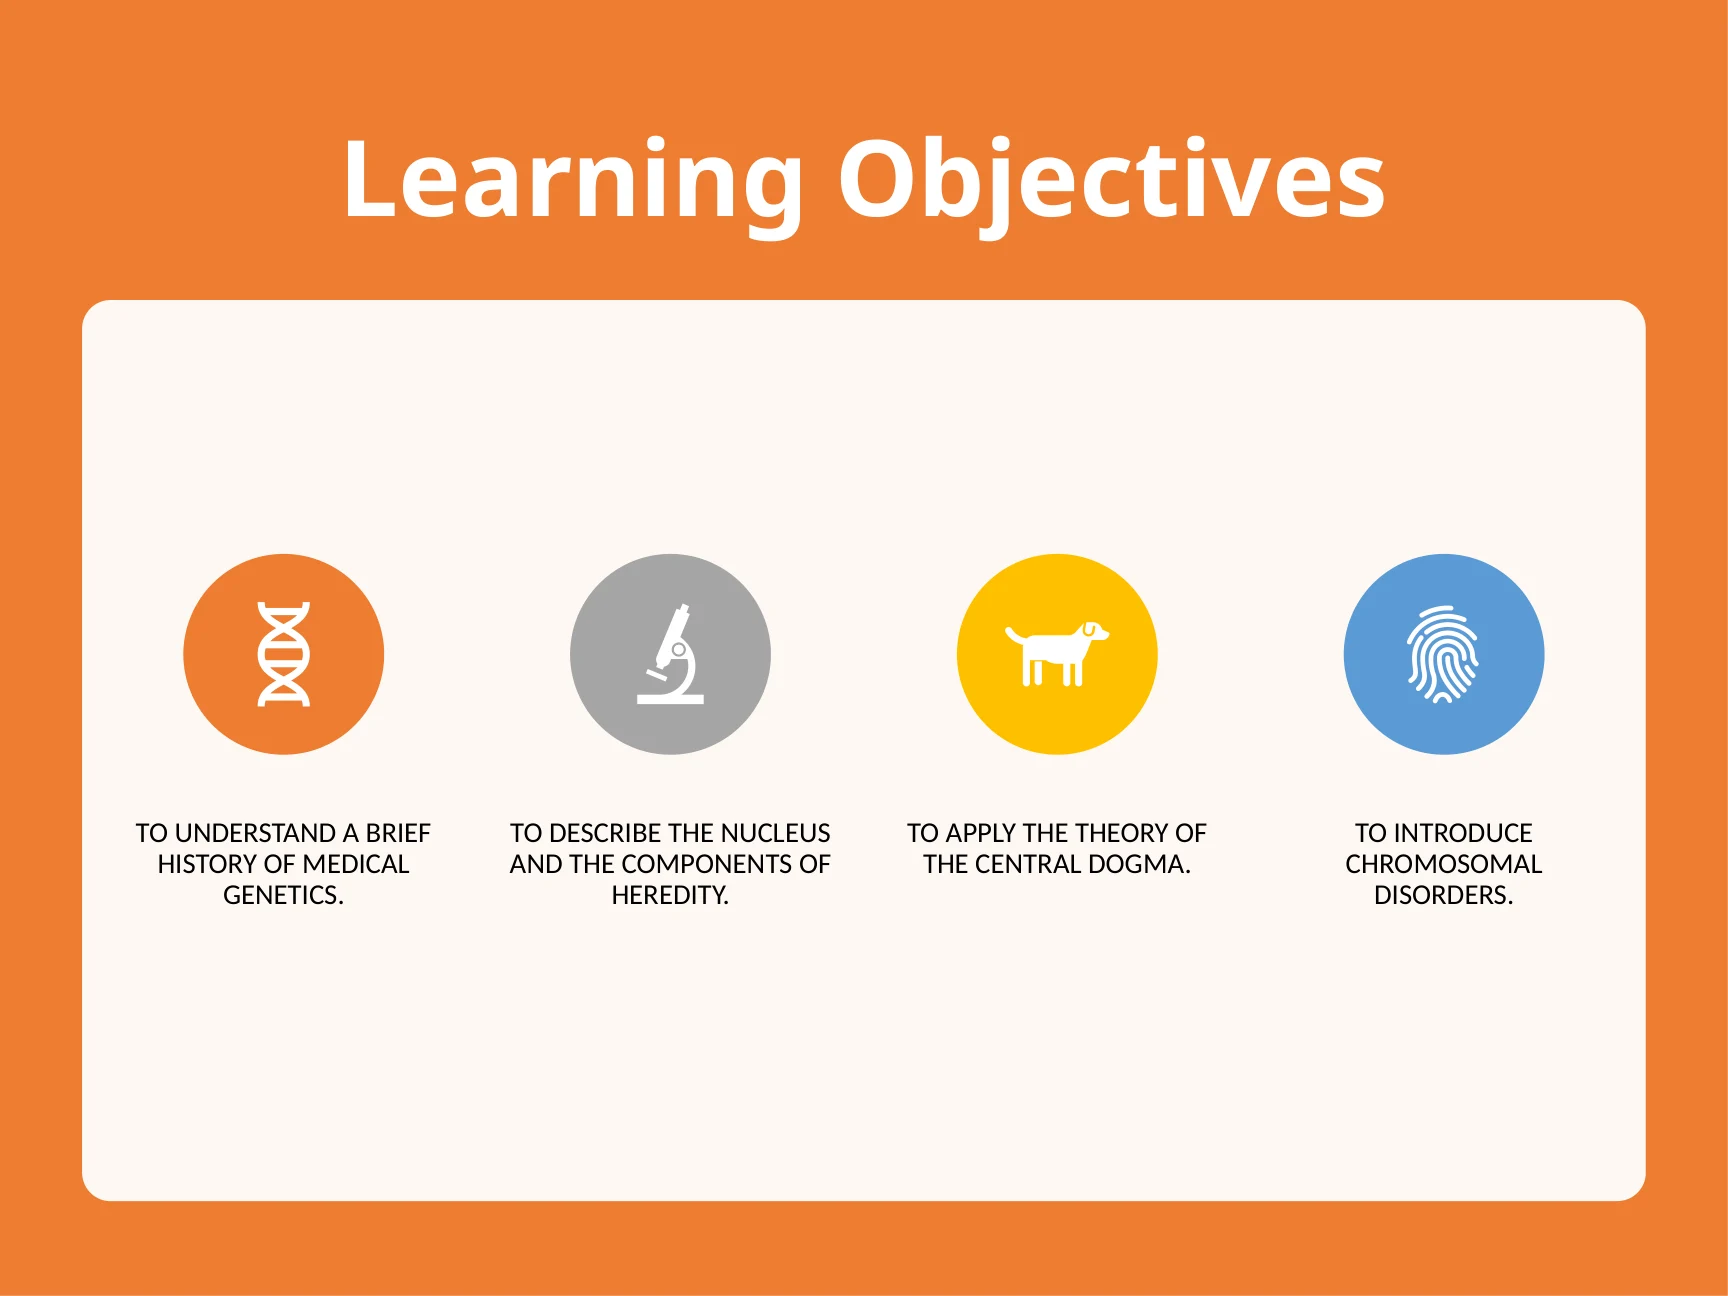 Learning Objectives
TO UNDERSTAND A BRIEF
HISTORY OF MEDICAL
GENETICS.
TO DESCRIBE THE NUCLEUS
AND THE COMPONENTS OF
HEREDITY.
TO APPLY THE THEORY OF
THE CENTRAL DOGMA.
TO INTRODUCE
CHROMOSOMAL
DISORDERS.